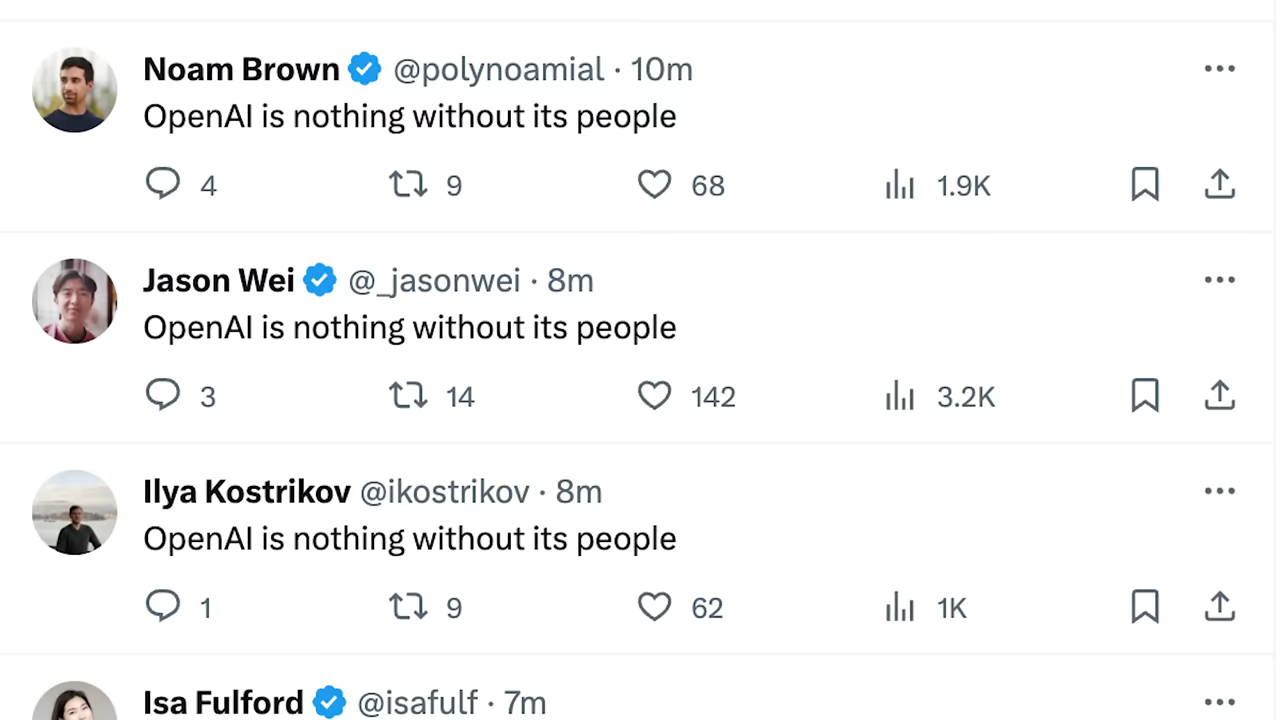 Noam Brown @polynoamial · 10m
OpenAI is nothing without its people
4 9 68 1.9K
Jason Wei @_jasonwei · 8m
OpenAI is nothing without its people
3 14 142 3.2K
Ilya Kostrikov @ikostrikov · 8m
OpenAI is nothing without its people
1 9 62 1K
Isa Fulford @isafulf · 7m